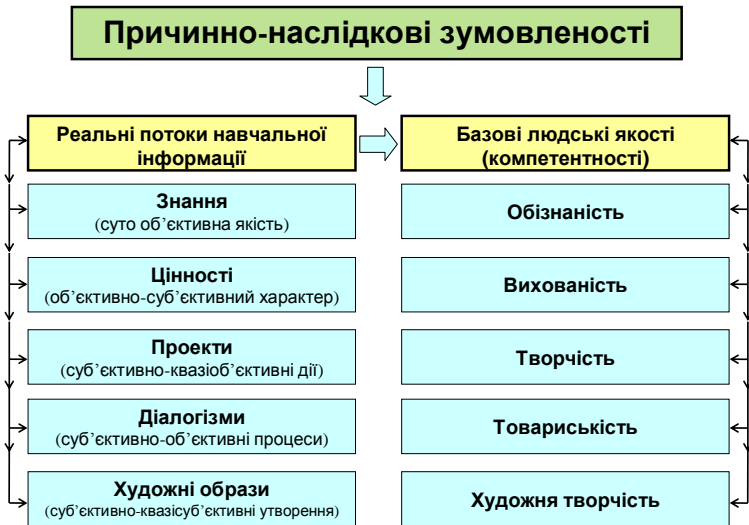 Причинно-наслідкові зумовленості
Реальні потоки навчальної
інформації
Базові людські якості
(компетентності)
Знання
(суто об’єктивна якість)
Обізнаність
Цінності
(об’єктивно-суб’єктивний характер)
Вихованість
Проекти
(суб’єктивно-квазіоб’єктивні дії)
Творчість
Діалогізми
(суб’єктивно-об’єктивні процеси)
Товариськість
Художні образи
(суб’єктивно-квазісуб’єктивні утворення)
Художня творчість